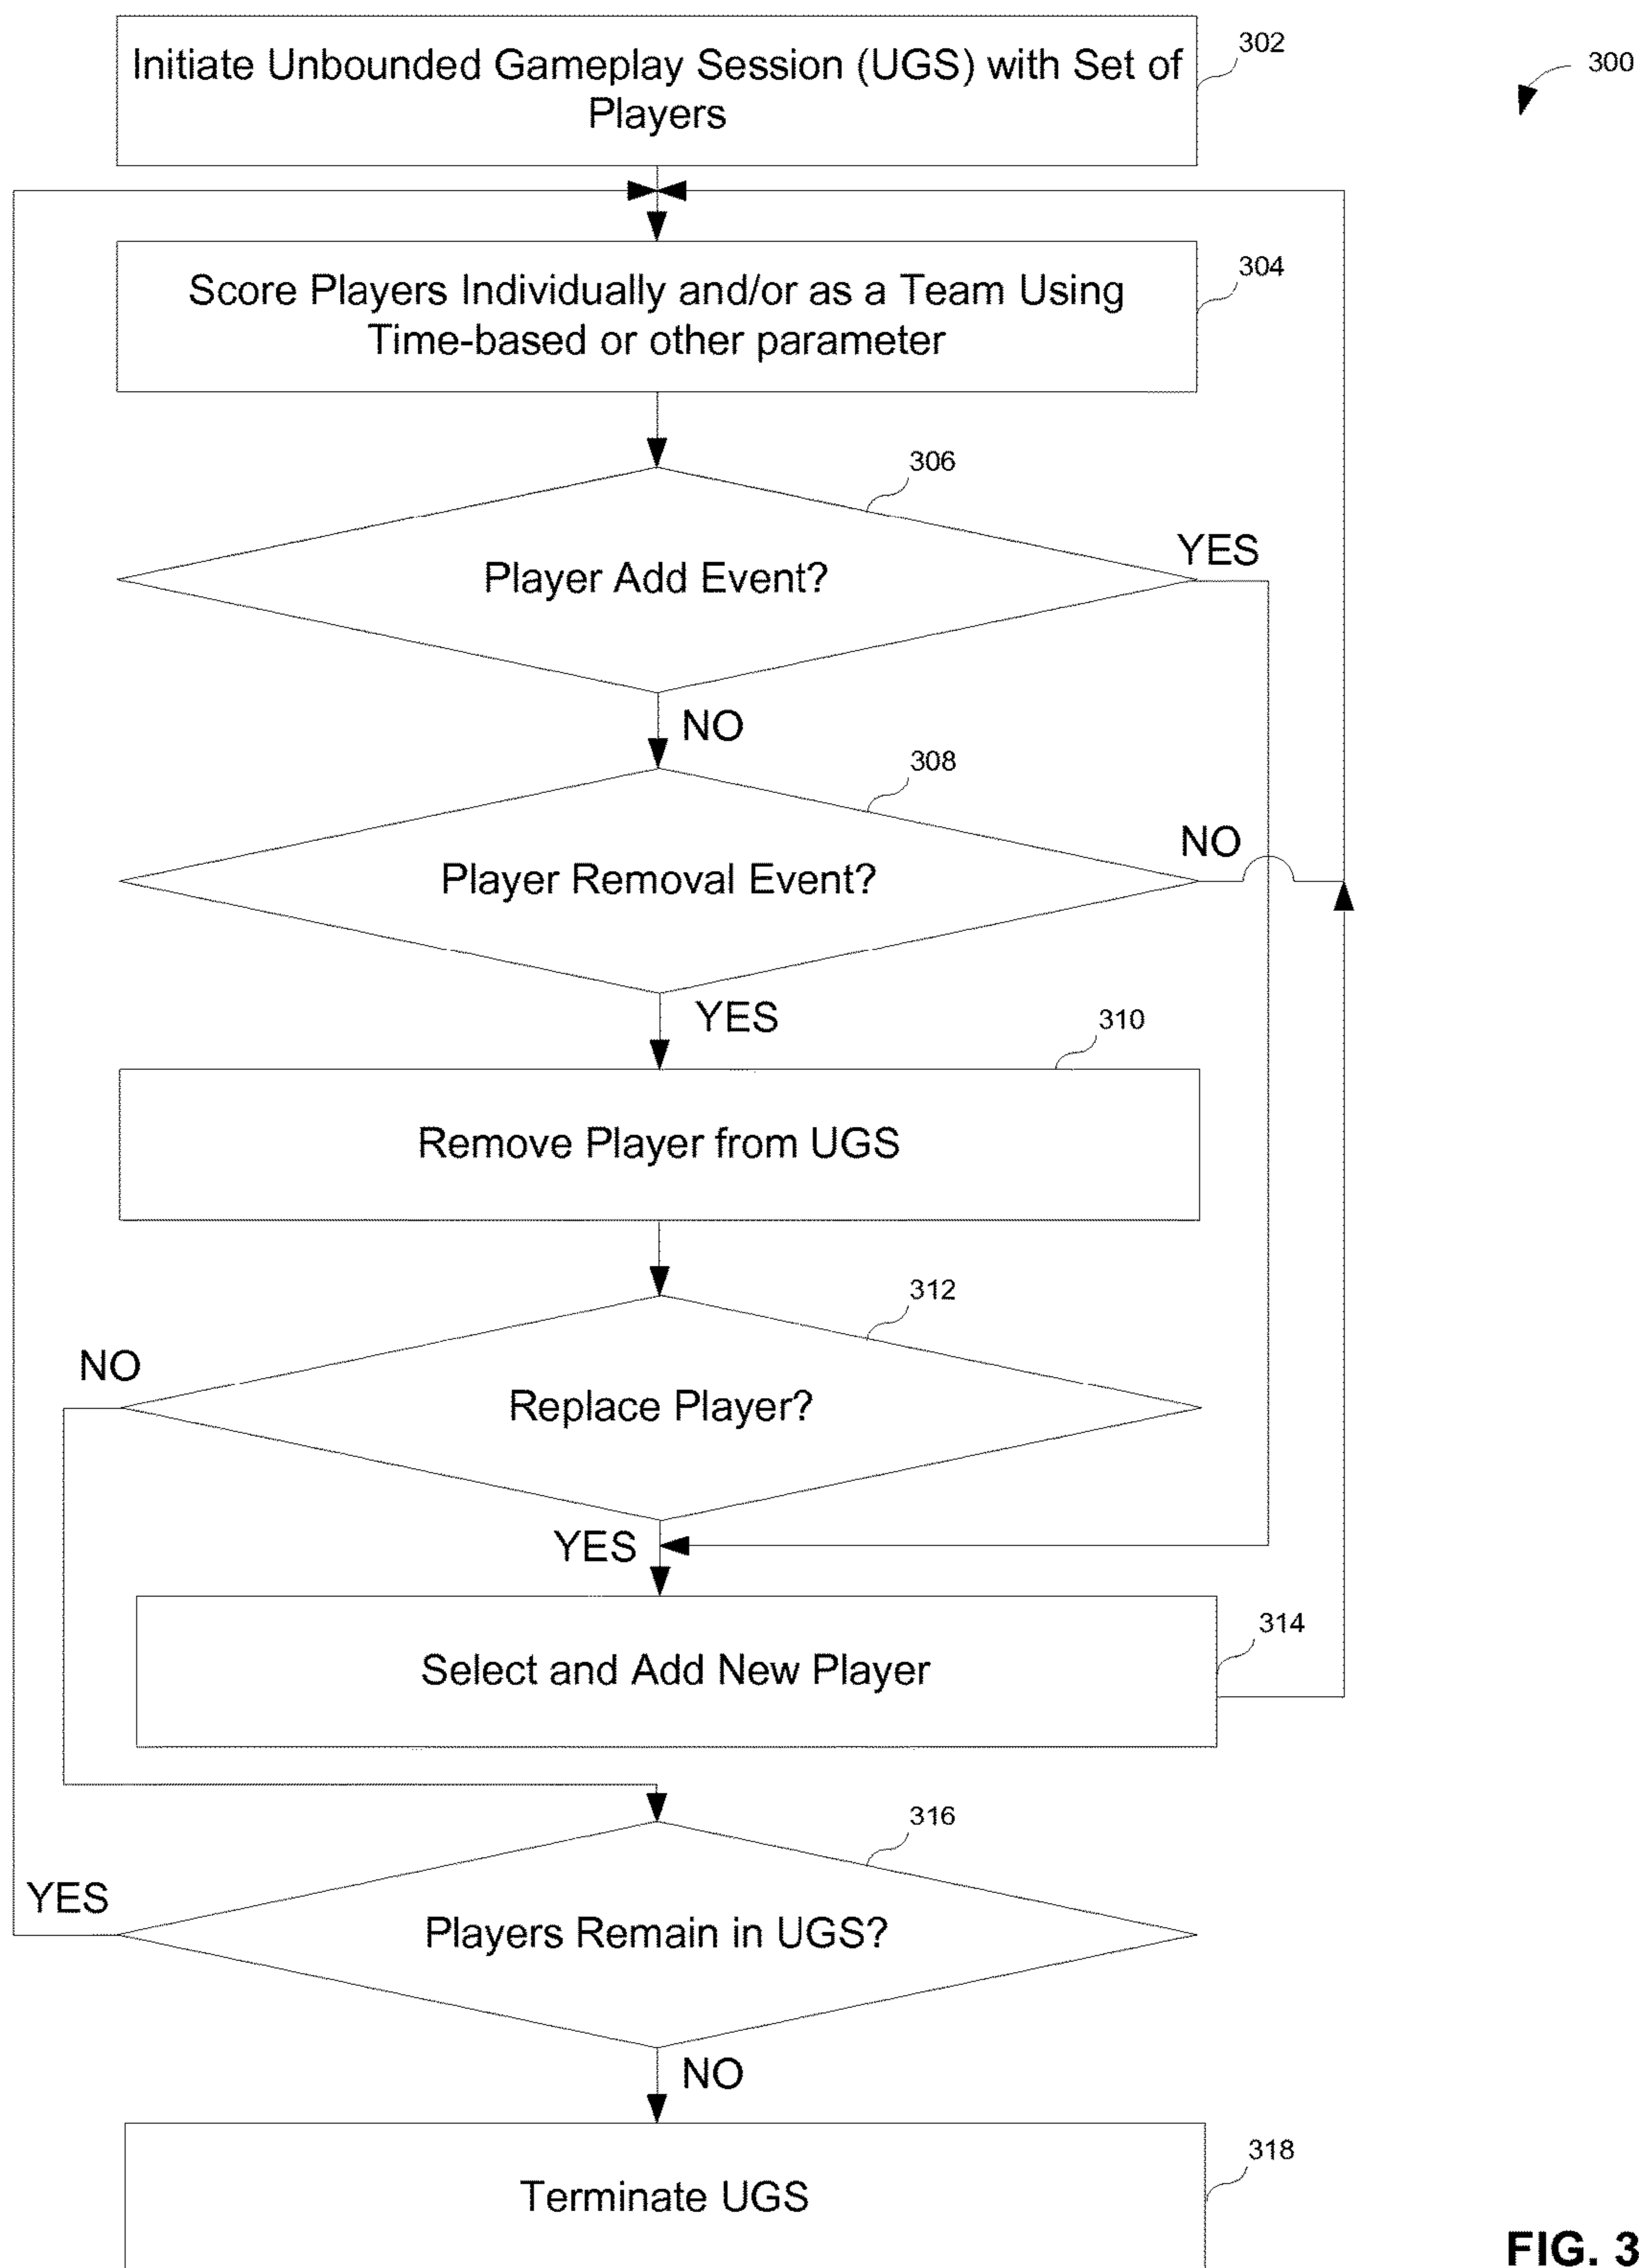 302
300
Initiate Unbounded Gameplay Session (UGS) with Set of
Players
304
Score Players Individually and/or as a Team Using
Time-based or other parameter
306
YES
Player Add Event?
NO
308
NO
Player Removal Event?
YES
310
Remove Player from UGS
312
NO
Replace Player?
YES
314
Select and Add New Player
316
YES
Players Remain in UGS?
NO
318
Terminate UGS
FIG. 3